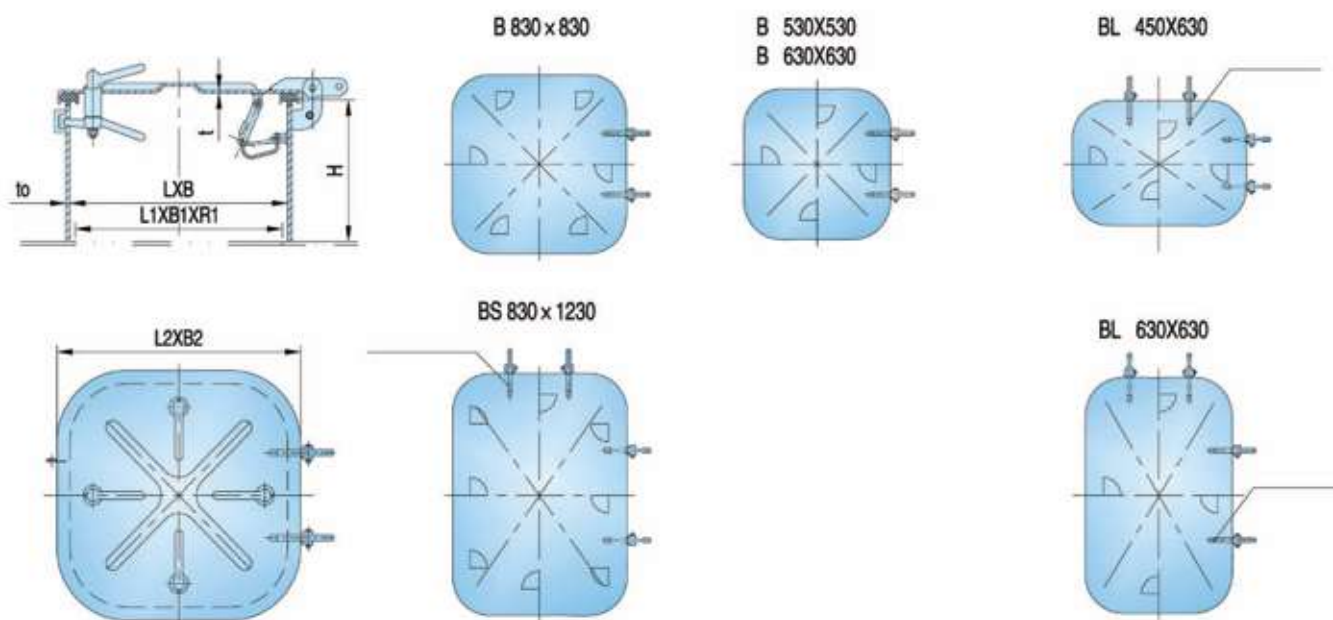 B 830 x 830
B 530X530
B 630X630
BL 450X630
t
H
to
LXB
L1XB1XR1
L2XB2
BS 830 x 1230
BL 630X630